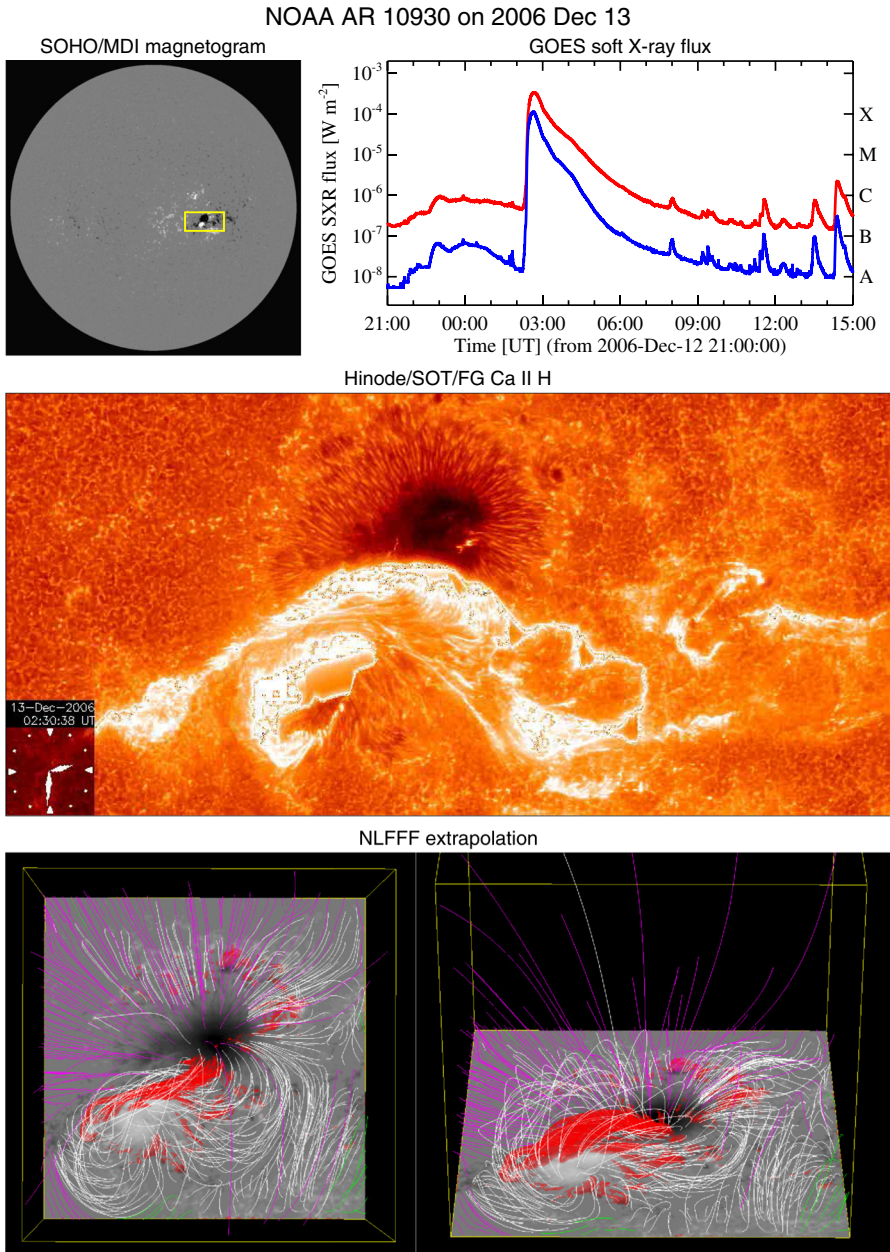 NOAA AR 10930 on 2006 Dec 13
SOHO/MDI magnetogram
GOES soft X-ray flux
GOES SXR flux [W m⁻²]
10⁻³
10⁻⁴
10⁻⁵
10⁻⁶
10⁻⁷
10⁻⁸
X
M
C
B
A
21:00 00:00 03:00 06:00 09:00 12:00 15:00
Time [UT] (from 2006-Dec-12 21:00:00)
Hinode/SOT/FG Ca II H
13-Dec-2006
02:30:38 UT
NLFFF extrapolation